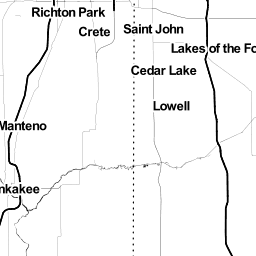 Richton Park
Crete
Saint John
Lakes of the Fo
Cedar Lake
Lowell
Manteno
nkakee